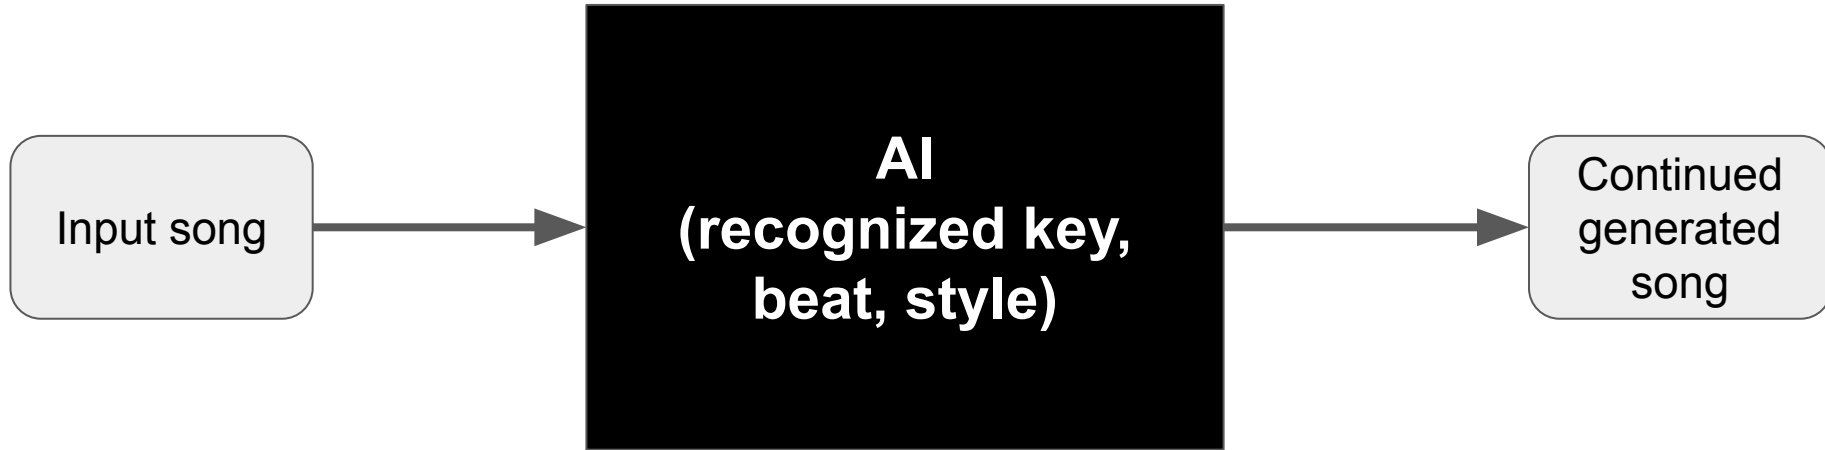 Input song
AI
(recognized key,
beat, style)
Continued
generated
song